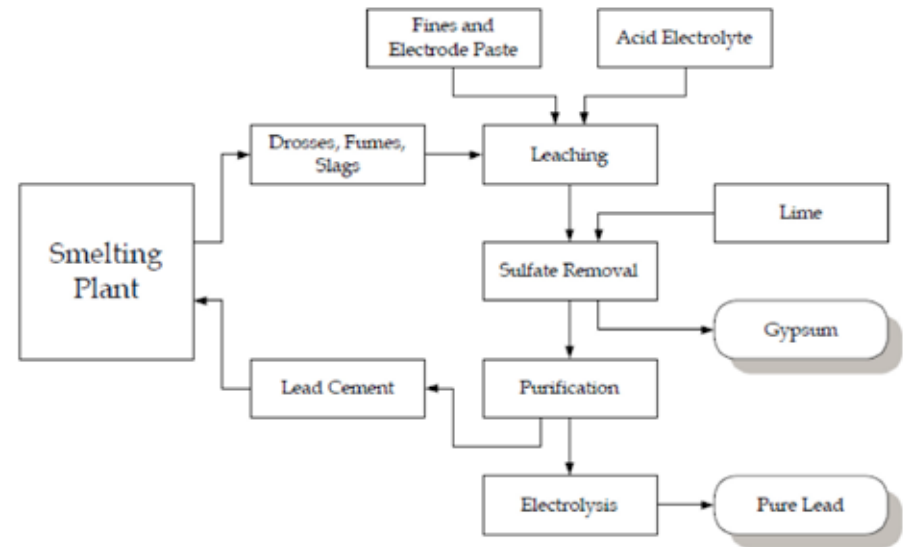 Fines and
Electrode Paste
Acid Electrolyte
Drosses, Fumes,
Slags
Leaching
Lime
Smelting
Plant
Sulfate Removal
Gypsum
Lead Cement
Purification
Electrolysis
Pure Lead